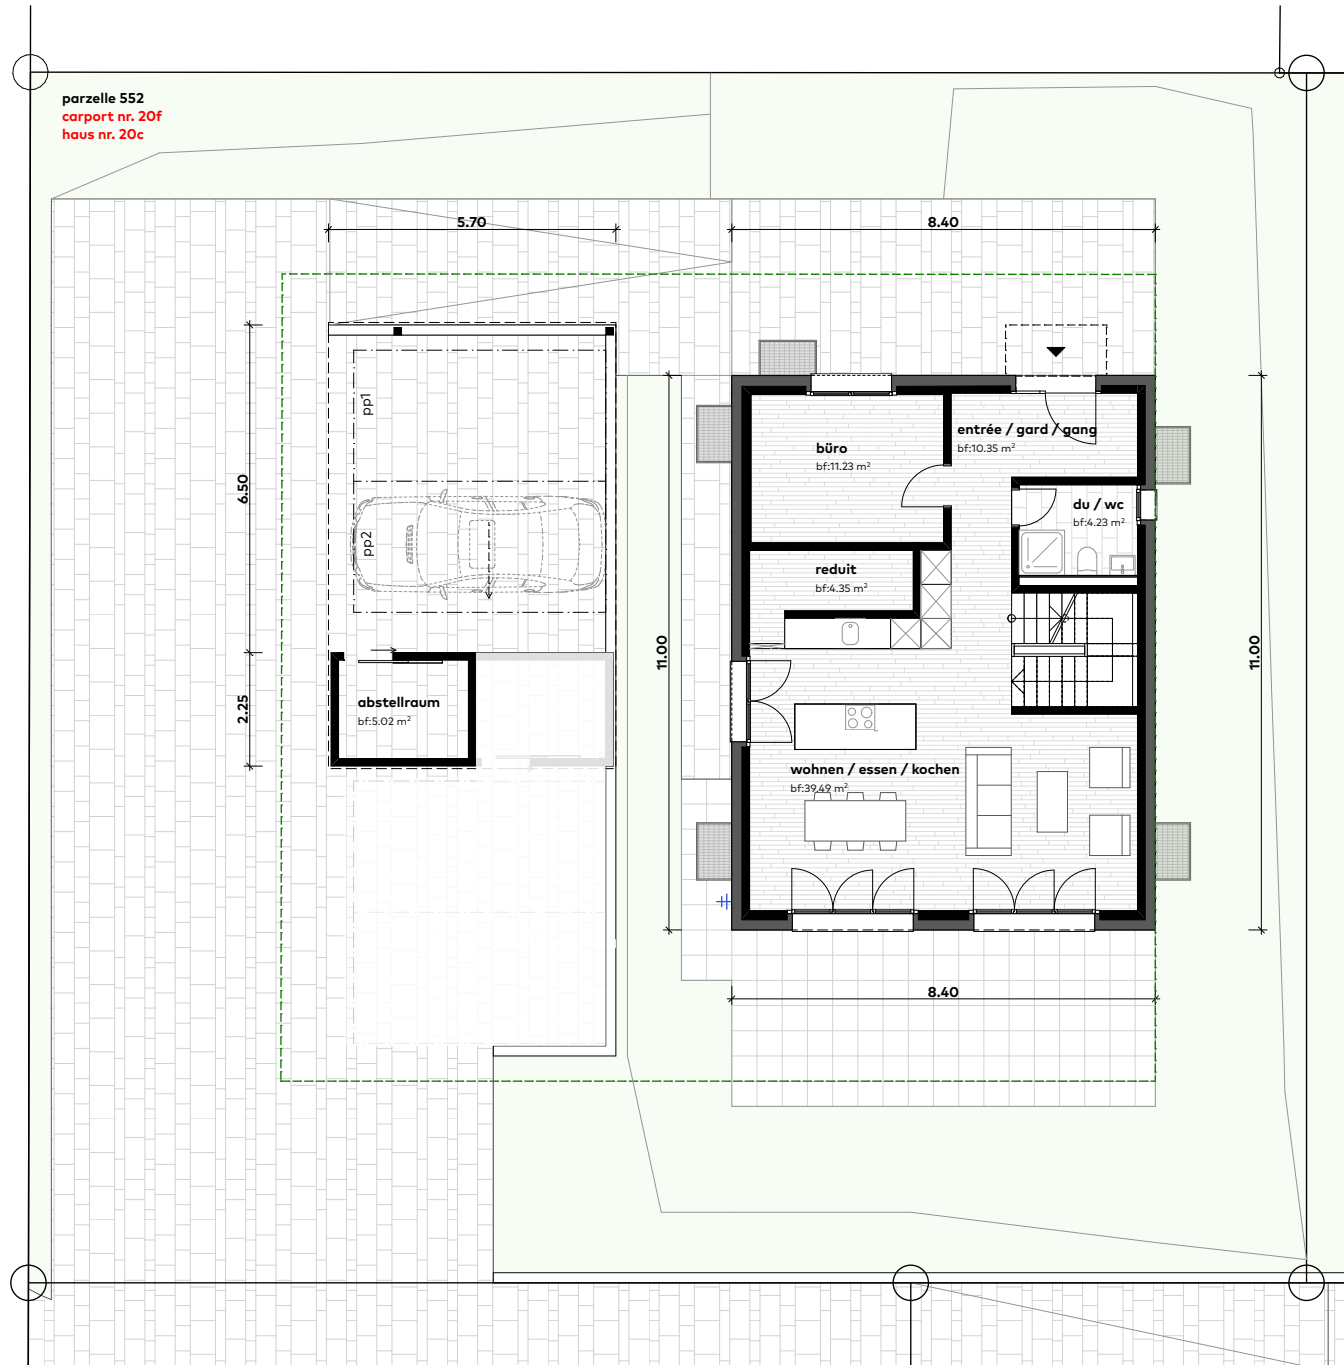 parzelle 552
carport nr. 20f
haus nr. 20c
5.70
8.40
pp1
6.50
pp2
entrée / gard / gang
bf:10.35 m²
büro
bf:11.23 m²
du / wc
bf:4.23 m²
reduit
bf:4.35 m²
11.00
11.00
2.25
abstellraum
bf:5.02 m²
wohnen / essen / kochen
bf:39.49 m²
8.40